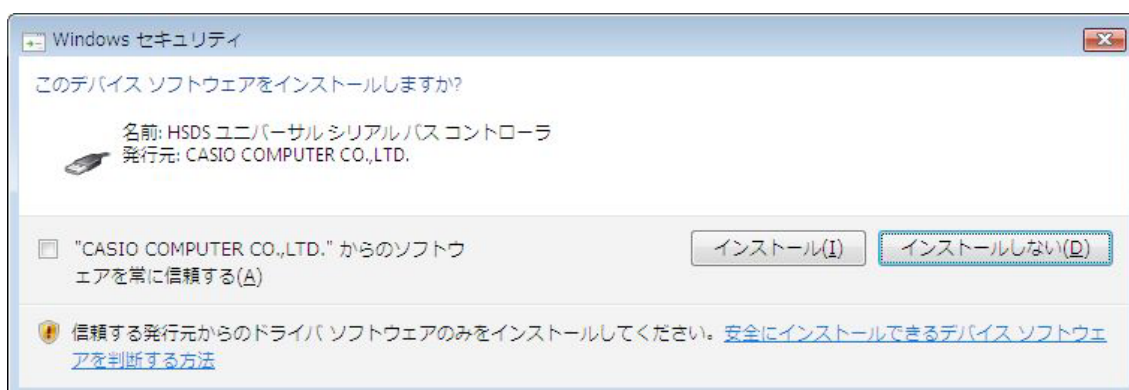 Windows セキュリティ
このデバイス ソフトウェアをインストールしますか?
名前: HSDS ユニバーサル シリアル バス コントローラ
発行元: CASIO COMPUTER CO.,LTD.
"CASIO COMPUTER CO.,LTD." からのソフトウ
ェアを常に信頼する(A)
インストール(I)
インストールしない(D)
信頼する発行元からのドライバ ソフトウェアのみをインストールしてください。安全にインストールできるデバイス ソフトウェ
アを判断する方法